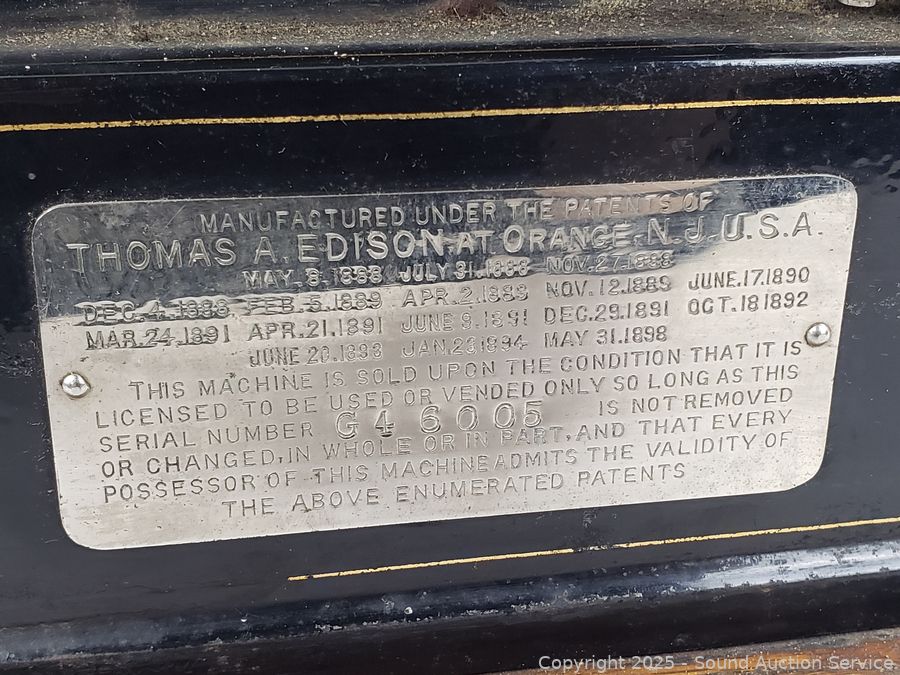 MANUFACTURED UNDER THE PATENTS OF
THOMAS A. EDISON AT ORANGE, N.J. U.S.A.
MAY. 8. 1888 JULY 31. 1888 NOV. 27. 1888
DEC. 4. 1888 FEB. 5. 1889 APR. 2. 1889 NOV. 12. 1889 JUNE. 17. 1890
MAR. 24. 1891 APR. 21. 1891 JUNE 9. 1891 DEC. 29. 1891 OCT. 18 1892
JUNE 20. 1893 JAN. 23 1894 MAY 31. 1898
THIS MACHINE IS SOLD UPON THE CONDITION THAT IT IS
LICENSED TO BE USED OR VENDED ONLY SO LONG AS THIS
SERIAL NUMBER G46005 IS NOT REMOVED
OR CHANGED, IN WHOLE OR IN PART, AND THAT EVERY
POSSESSOR OF THIS MACHINE ADMITS THE VALIDITY OF
THE ABOVE ENUMERATED PATENTS
Copyright © 2025 - Sound Auction Service.